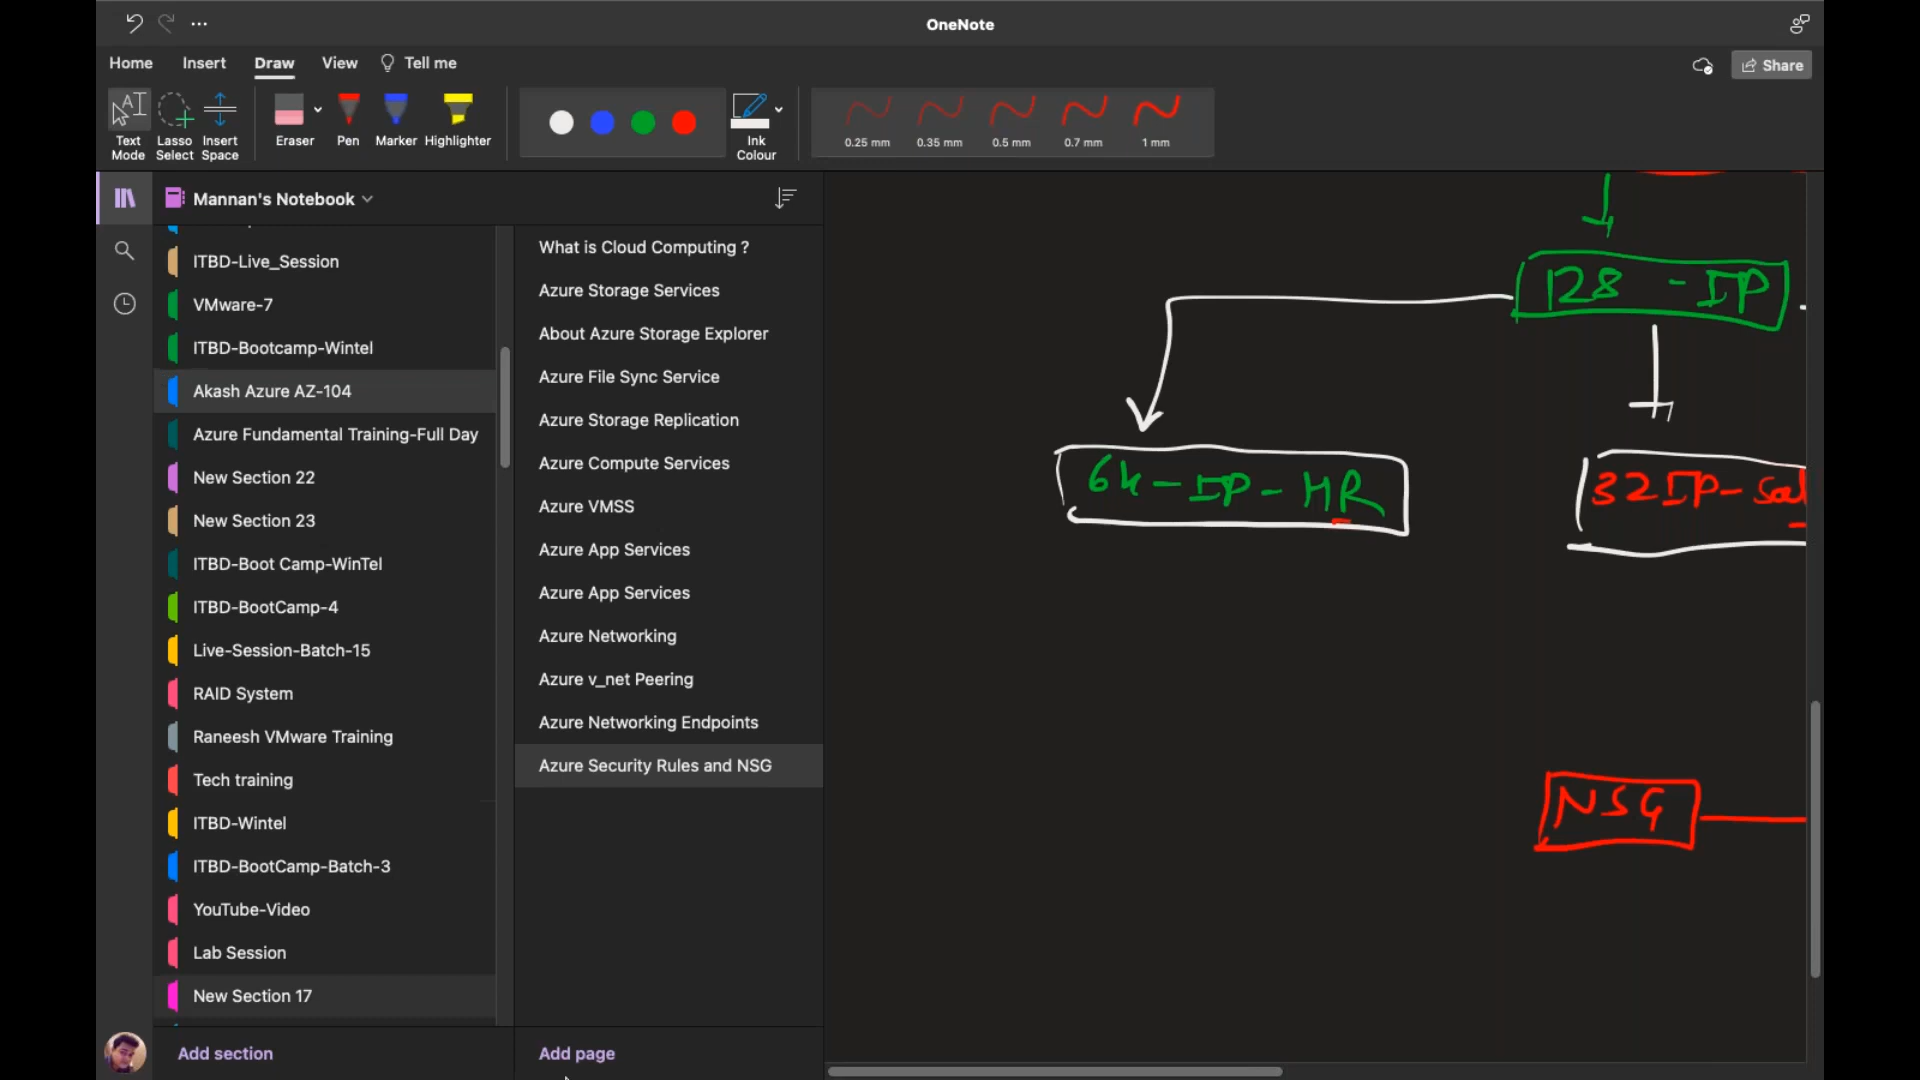 OneNote
Home Insert Draw View Tell me
Share
Text Mode
Lasso Select
Insert Space
Eraser
Pen
Marker
Highlighter
Ink Colour
0.25 mm 0.35 mm 0.5 mm 0.7 mm 1 mm
Mannan's Notebook
ITBD-Live_Session
VMware-7
ITBD-Bootcamp-Wintel
Akash Azure AZ-104
Azure Fundamental Training-Full Day
New Section 22
New Section 23
ITBD-Boot Camp-WinTel
ITBD-BootCamp-4
Live-Session-Batch-15
RAID System
Raneesh VMware Training
Tech training
ITBD-Wintel
ITBD-BootCamp-Batch-3
YouTube-Video
Lab Session
New Section 17
Add section
What is Cloud Computing ?
Azure Storage Services
About Azure Storage Explorer
Azure File Sync Service
Azure Storage Replication
Azure Compute Services
Azure VMSS
Azure App Services
Azure App Services
Azure Networking
Azure v_net Peering
Azure Networking Endpoints
Azure Security Rules and NSG
Add page
128 - IP
64 - IP - HR
32 IP - Sal
NSG